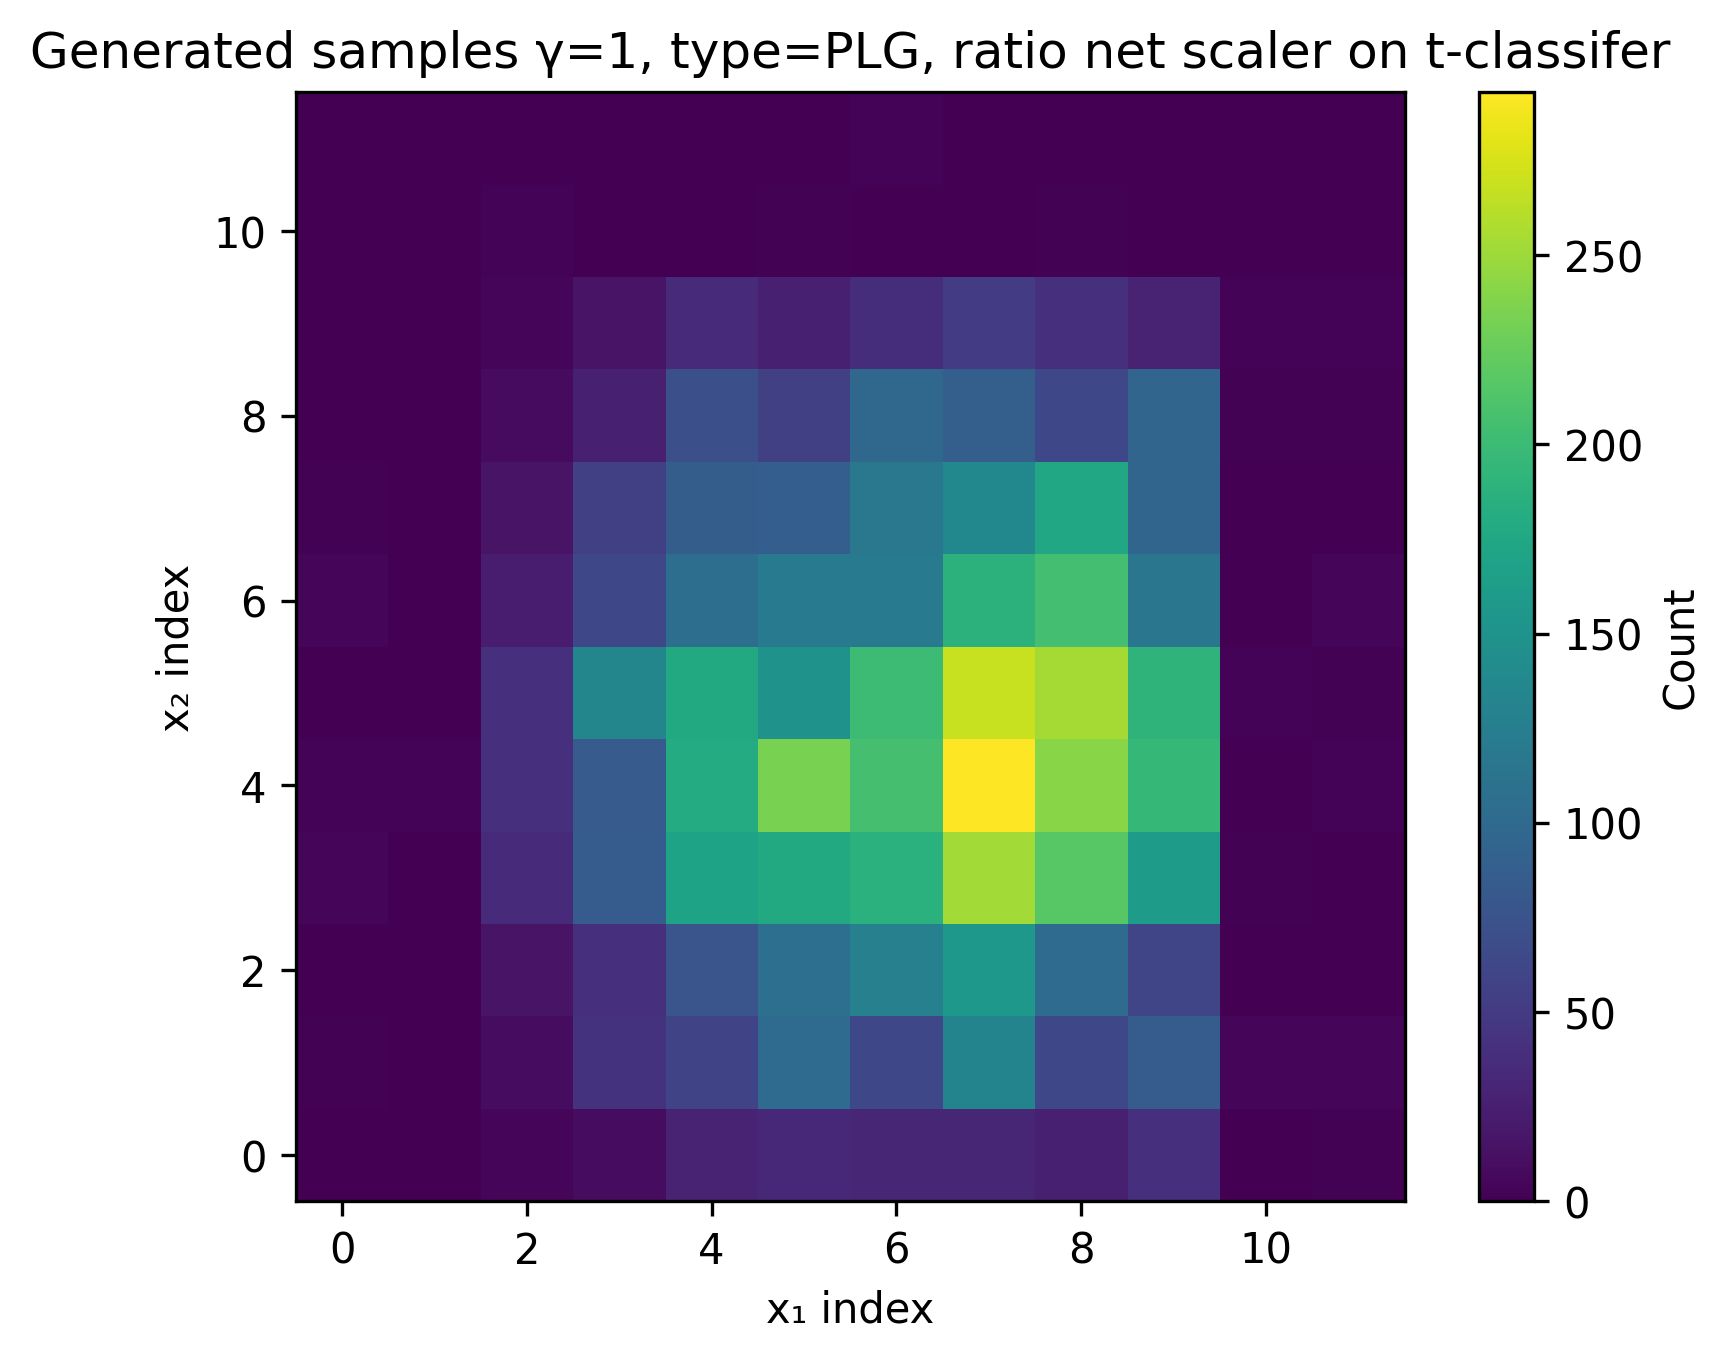 Generated samples γ=1, type=PLG, ratio net scaler on t-classifer
10
8
6
4
2
0
x₂ index
0 2 4 6 8 10
x₁ index
250
200
150
100
50
0
Count